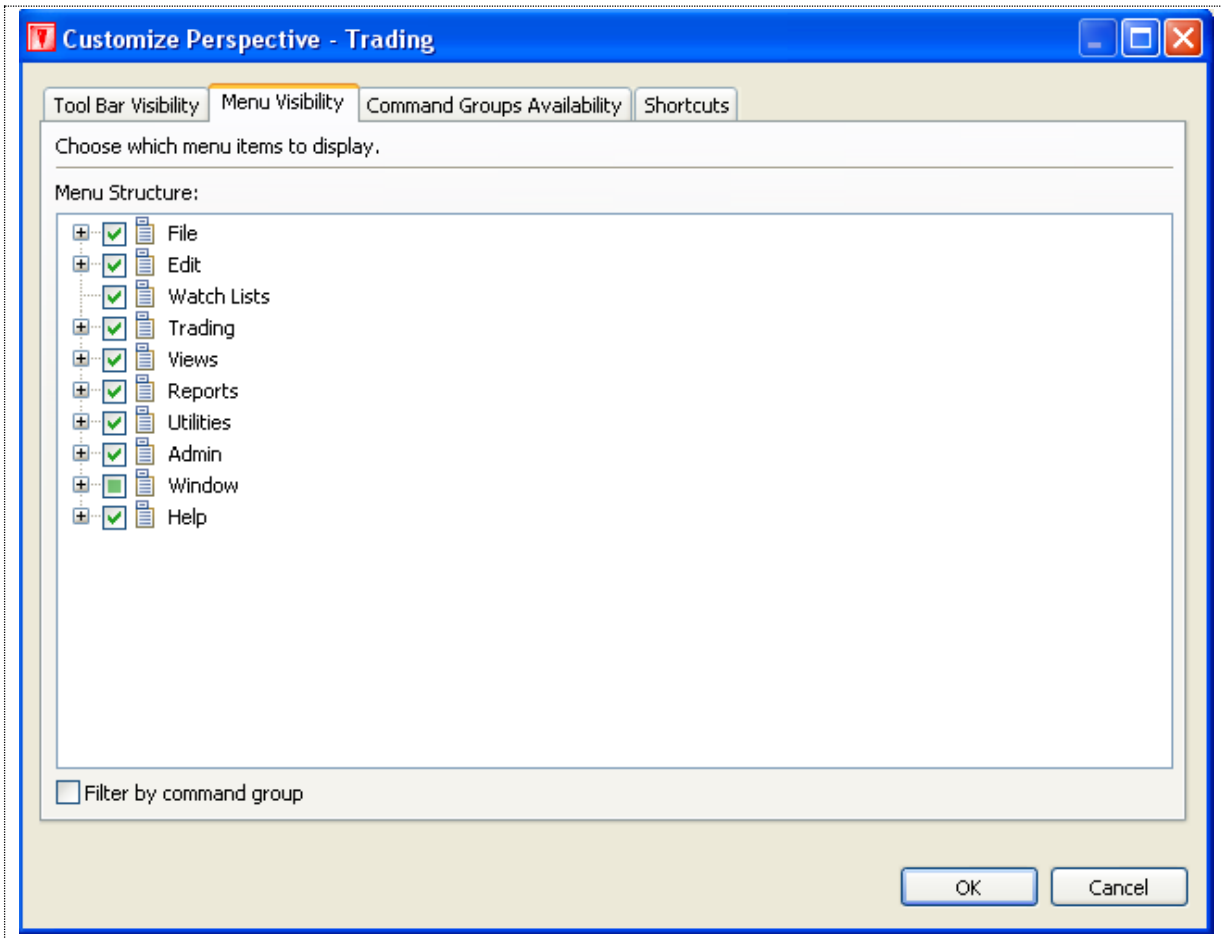 Customize Perspective - Trading
Tool Bar Visibility Menu Visibility Command Groups Availability Shortcuts
Choose which menu items to display.
Menu Structure:
File
Edit
Watch Lists
Trading
Views
Reports
Utilities
Admin
Window
Help
Filter by command group
OK Cancel